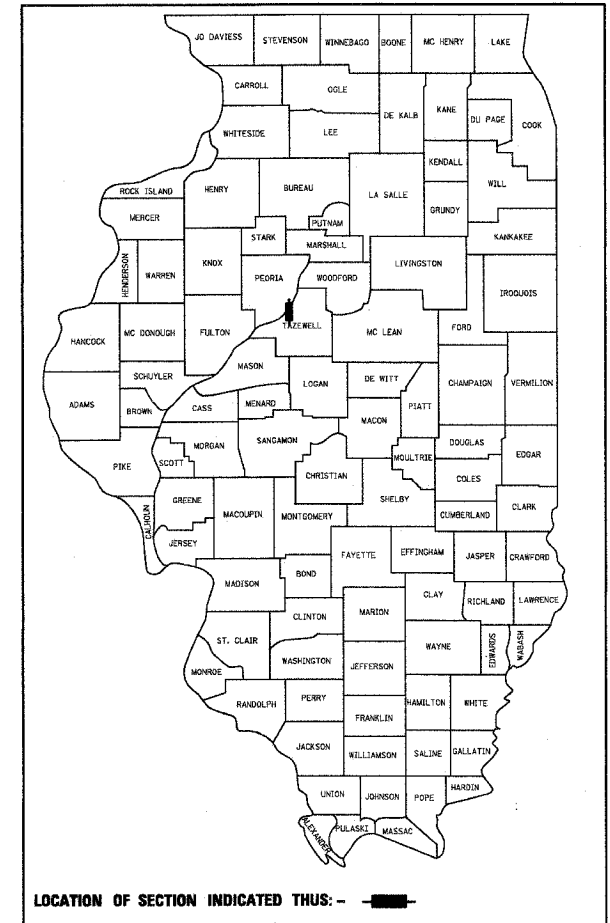 JO DAVIESS STEVENSON WINNEBAGO BOONE MC HENRY LAKE
CARROLL OGLE DE KALB KANE DU PAGE COOK
WHITESIDE LEE KENDALL WILL
ROCK ISLAND HENRY BUREAU LA SALLE GRUNDY
MERCER PUTNAM KANKAKEE
STARK MARSHALL
HENDERSON WARREN KNOX PEORIA WOODFORD LIVINGSTON IROQUOIS
TAZEWELL
HANCOCK MC DONOUGH FULTON MC LEAN FORD
MASON
SCHUYLER LOGAN DE WITT CHAMPAIGN VERMILION
ADAMS BROWN CASS MENARD MACON PIATT
MORGAN SANGAMON MOULTRIE DOUGLAS EDGAR
PIKE SCOTT CHRISTIAN COLES
GREENE MACOUPIN MONTGOMERY SHELBY CUMBERLAND CLARK
CALHOUN JERSEY
FAYETTE EFFINGHAM JASPER CRAWFORD
MADISON BOND
CLAY RICHLAND LAWRENCE
CLINTON MARION
ST. CLAIR WAYNE EDWARDS WABASH
WASHINGTON JEFFERSON
MONROE
RANDOLPH PERRY HAMILTON WHITE
FRANKLIN
JACKSON WILLIAMSON SALINE GALLATIN
UNION JOHNSON POPE HARDIN
ALEXANDER PULASKI MASSAC
LOCATION OF SECTION INDICATED THUS: -